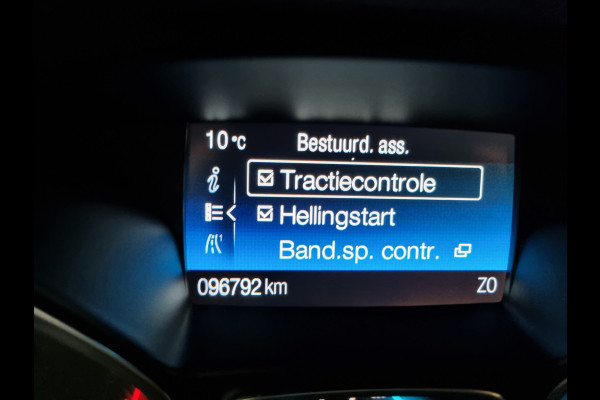 10°C Bestuurd. ass.
Tractiecontrole
Hellingstart
Band.sp. contr.
096792 km ZO